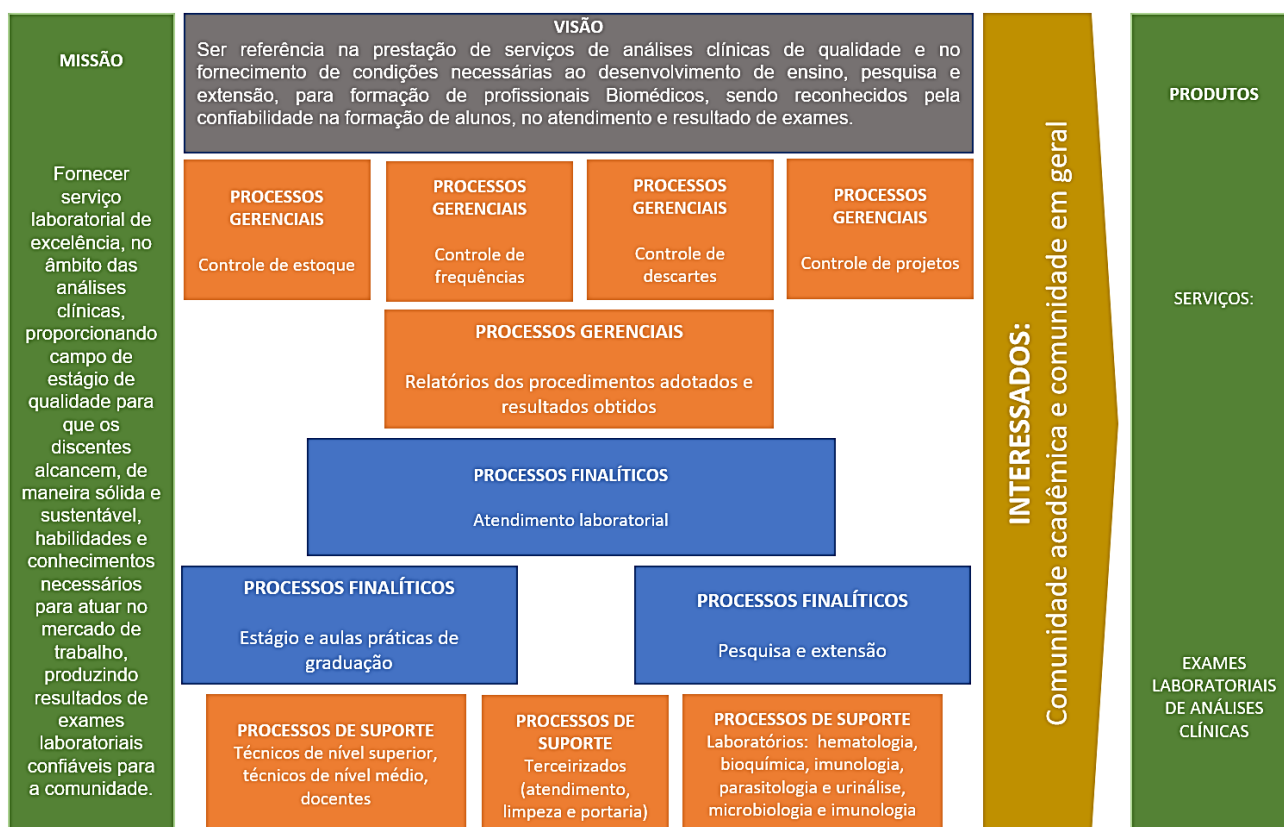 MISSÃO
Fornecer
serviço
laboratorial de
excelência, no
âmbito das
análises
clínicas,
proporcionando
campo de
estágio de
qualidade para
que os
discentes
alcancem, de
maneira sólida e
sustentável,
habilidades e
conhecimentos
necessários
para atuar no
mercado de
trabalho,
produzindo
resultados de
exames
laboratoriais
confiáveis para
a comunidade.
VISÃO
Ser referência na prestação de serviços de análises clínicas de qualidade e no
fornecimento de condições necessárias ao desenvolvimento de ensino, pesquisa e
extensão, para formação de profissionais Biomédicos, sendo reconhecidos pela
confiabilidade na formação de alunos, no atendimento e resultado de exames.
PROCESSOS
GERENCIAIS
Controle de estoque
PROCESSOS
GERENCIAIS
Controle de
frequências
PROCESSOS
GERENCIAIS
Controle de
descartes
PROCESSOS
GERENCIAIS
Controle de projetos
PROCESSOS GERENCIAIS
Relatórios dos procedimentos adotados e
resultados obtidos
PROCESSOS FINALÍTICOS
Atendimento laboratorial
PROCESSOS FINALÍTICOS
Estágio e aulas práticas de
graduação
PROCESSOS FINALÍTICOS
Pesquisa e extensão
PROCESSOS DE SUPORTE
Técnicos de nível superior,
técnicos de nível médio,
docentes
PROCESSOS DE
SUPORTE
Terceirizados
(atendimento,
limpeza e portaria)
PROCESSOS DE SUPORTE
Laboratórios: hematologia,
bioquímica, imunologia,
parasitologia e urinálise,
microbiologia e imunologia
INTERESSADOS:
Comunidade acadêmica e comunidade em geral
PRODUTOS
SERVIÇOS:
EXAMES
LABORATORIAIS
DE ANÁLISES
CLÍNICAS